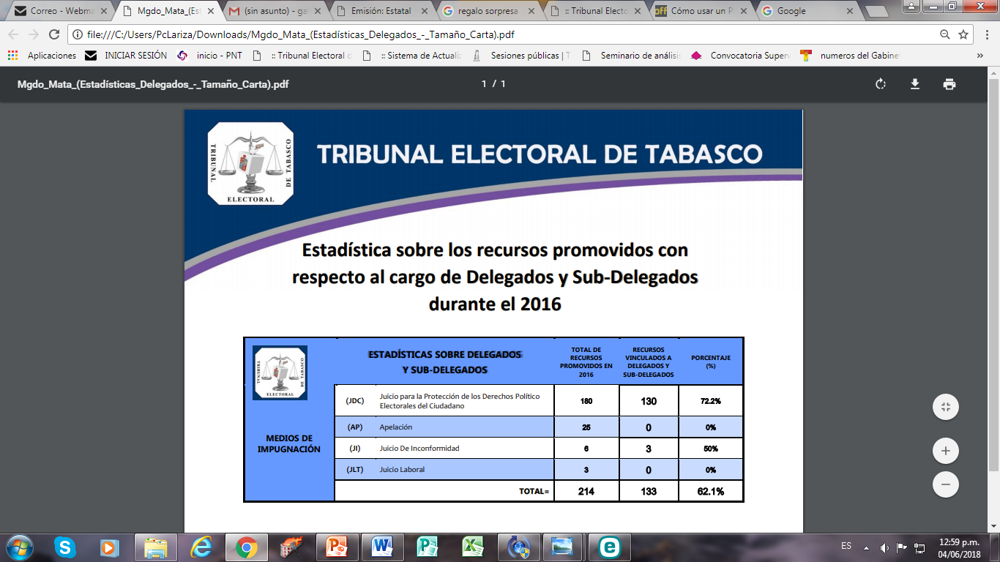 Correo - Webma
Mgdo_Mata_(Es
(sin asunto) - ga
Emisión: Estatal
regalo sorpresa
:: Tribunal Electo
off Cómo usar un P
Google
file:///C:/Users/PcLariza/Downloads/Mgdo_Mata_(Estadísticas_Delegados_-_Tamaño_Carta).pdf
Aplicaciones
INICIAR SESIÓN
inicio - PNT
:: Tribunal Electoral d
:: Sistema de Actualiz
Sesiones públicas | T
Seminario de análisis
Convocatoria Superv
numeros del Gabine
»
Mgdo_Mata_(Estadísticas_Delegados_-_Tamaño_Carta).pdf
1 / 1
TRIBUNAL
ELECTORAL
DE TABASCO
TRIBUNAL ELECTORAL DE TABASCO
Estadística sobre los recursos promovidos con
respecto al cargo de Delegados y Sub-Delegados
durante el 2016
TRIBUNAL
ELECTORAL
DE TABASCO
MEDIOS DE
IMPUGNACIÓN
ESTADÍSTICAS SOBRE DELEGADOS
Y SUB-DELEGADOS
TOTAL DE
RECURSOS
PROMOVIDOS EN
2016
RECURSOS
VINCULADOS A
DELEGADOS Y
SUB-DELEGADOS
PORCENTAJE
(%)
(JDC) Juicio para la Protección de los Derechos Político
Electorales del Ciudadano
180 130 72.2%
(AP) Apelación 25 0 0%
(JI) Juicio De Inconformidad 6 3 50%
(JLT) Juicio Laboral 3 0 0%
TOTAL= 214 133 62.1%
ES
12:59 p.m.
04/06/2018